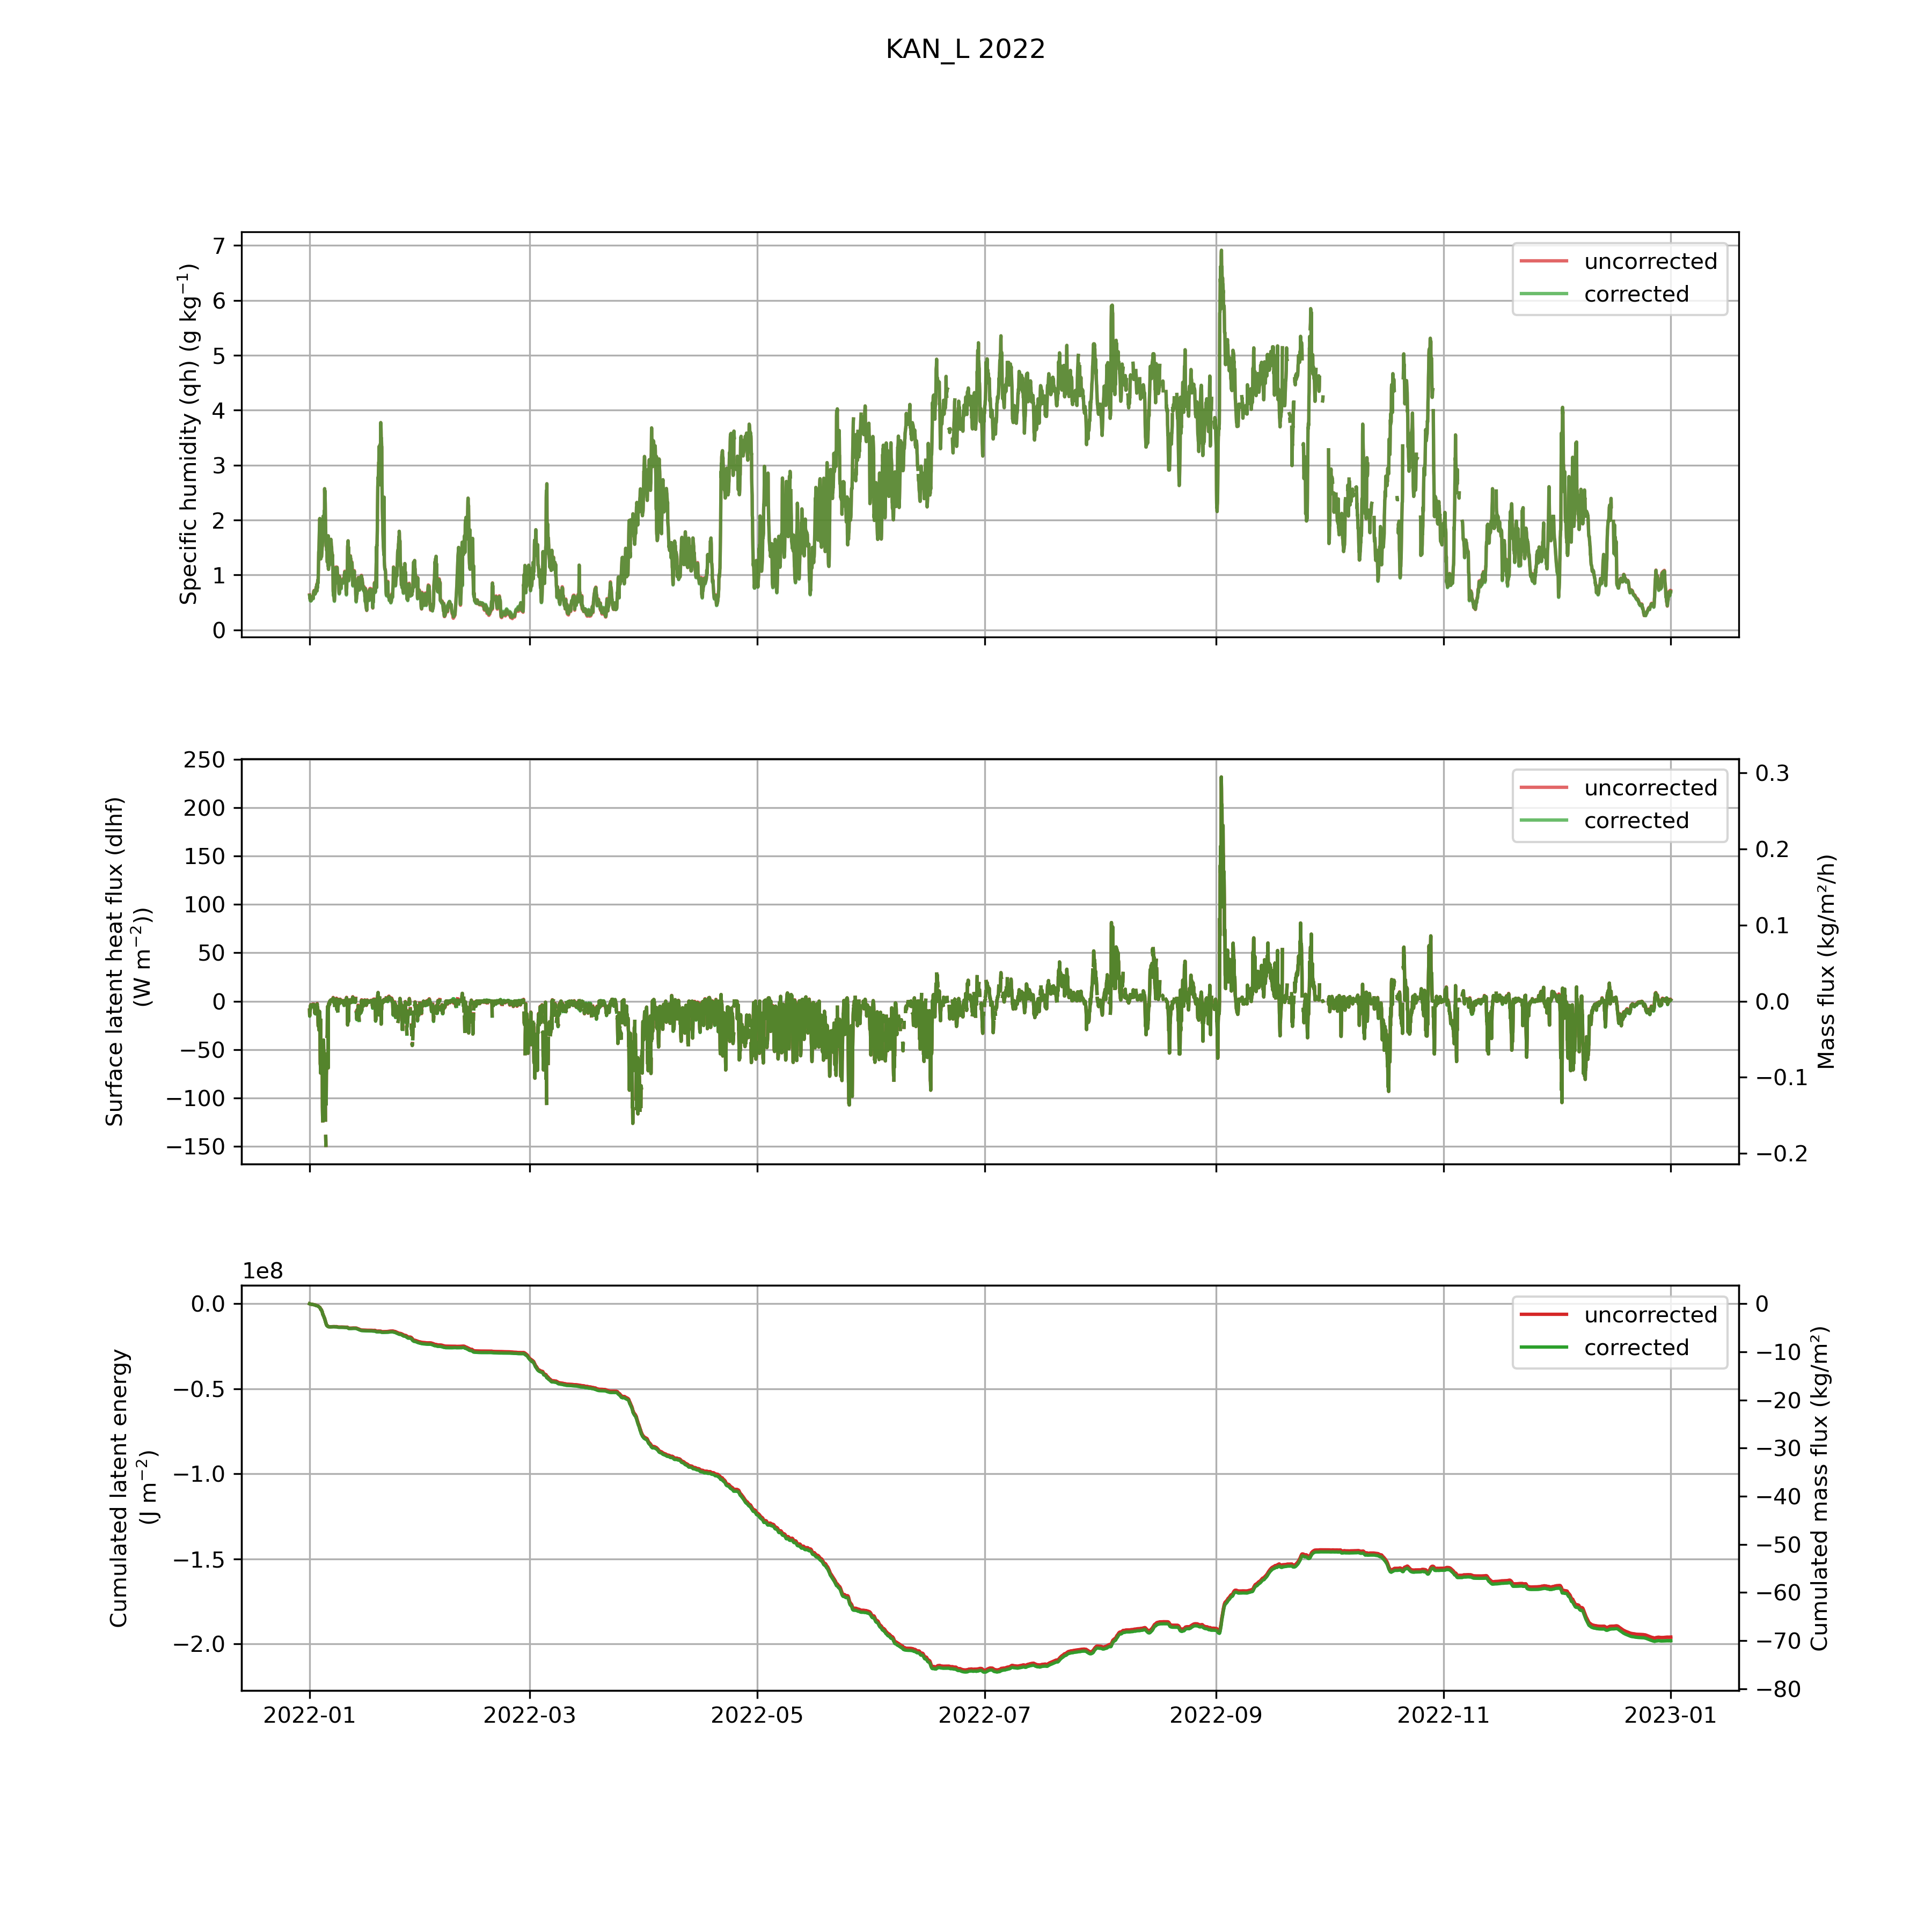 KAN_L 2022
Specific humidity (qh) (g kg⁻¹)
7
6
5
4
3
2
1
0
uncorrected
corrected
Surface latent heat flux (dlhf)
(W m⁻²))
250
200
150
100
50
0
−50
−100
−150
uncorrected
corrected
0.3
0.2
0.1
0.0
−0.1
−0.2
Mass flux (kg/m²/h)
1e8
Cumulated latent energy
(J m⁻²)
0.0
−0.5
−1.0
−1.5
−2.0
uncorrected
corrected
0
−10
−20
−30
−40
−50
−60
−70
−80
Cumulated mass flux (kg/m²)
2022-01 2022-03 2022-05 2022-07 2022-09 2022-11 2023-01